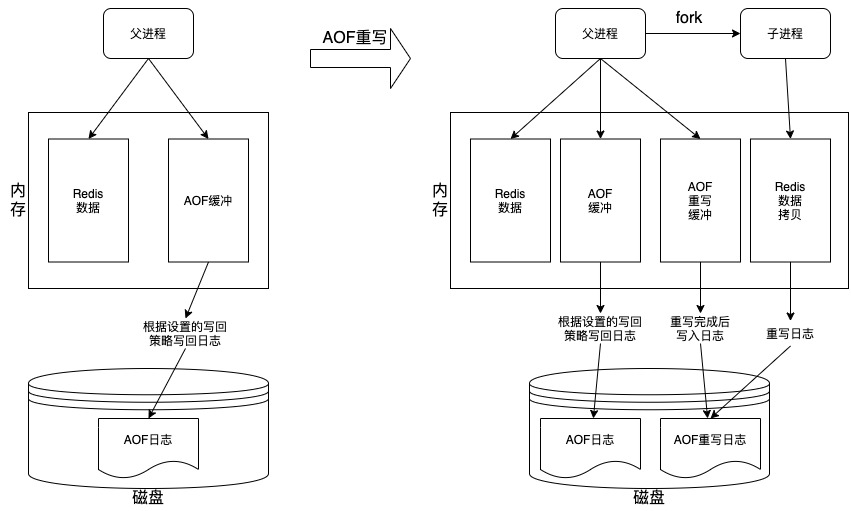 父进程
AOF重写
父进程
fork
子进程
内
存
Redis
数据
AOF缓冲
内
存
Redis
数据
AOF
缓冲
AOF
重写
缓冲
Redis
数据
拷贝
根据设置的写回
策略写回日志
根据设置的写回
策略写回日志
重写完成后
写入日志
重写日志
AOF日志
AOF日志
AOF重写日志
磁盘
磁盘